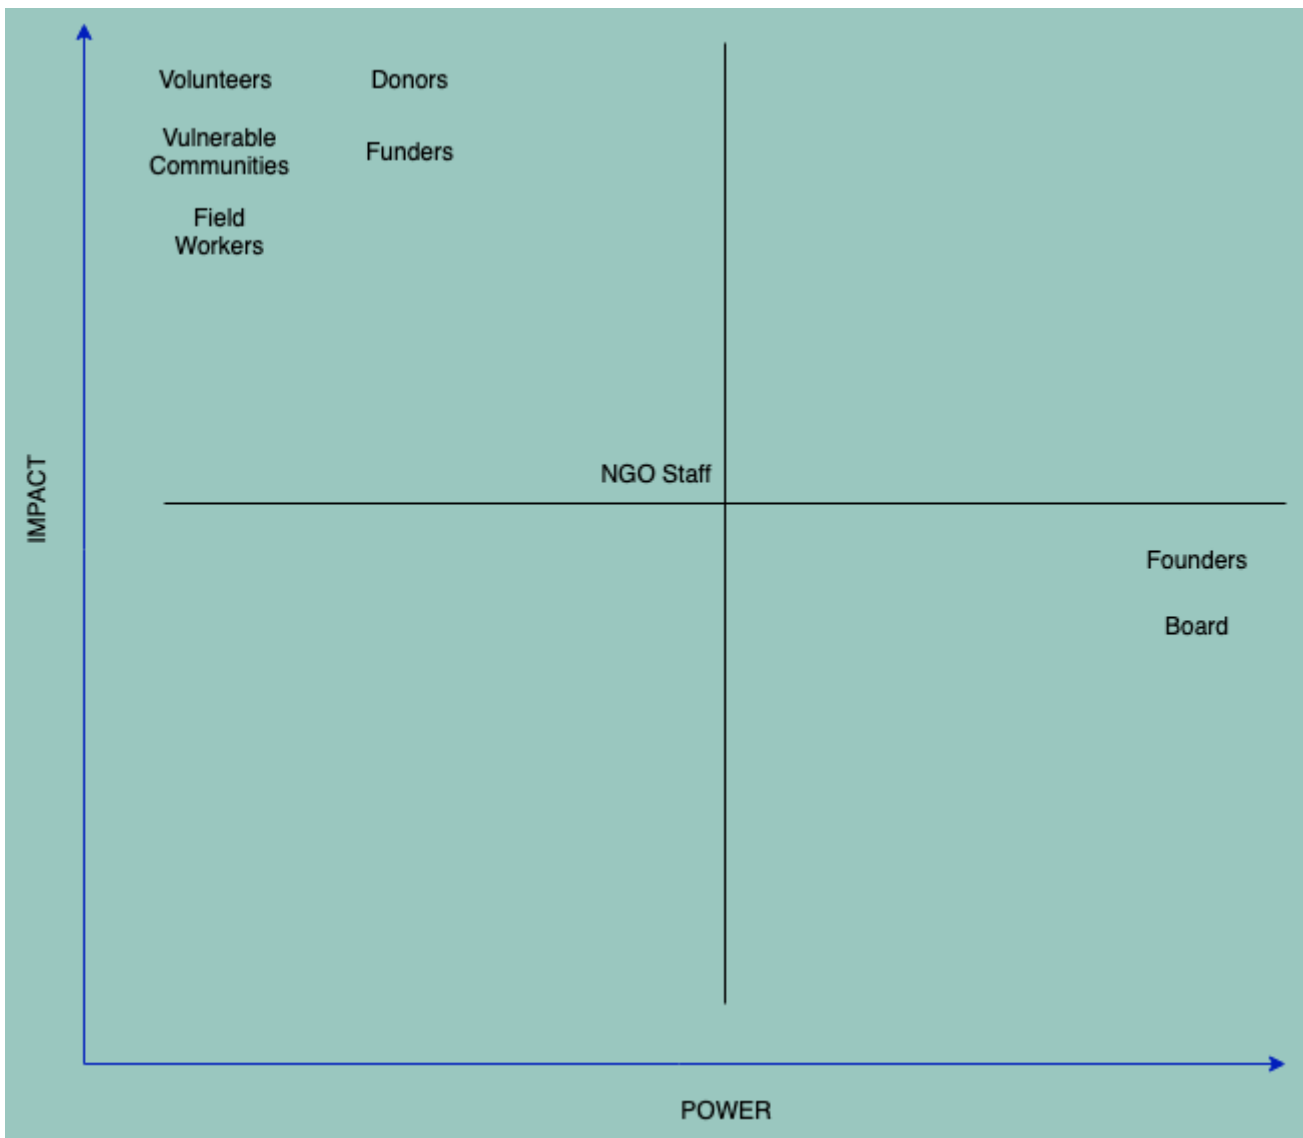 Volunteers
Donors
Vulnerable
Communities
Funders
Field
Workers
IMPACT
NGO Staff
Founders
Board
POWER